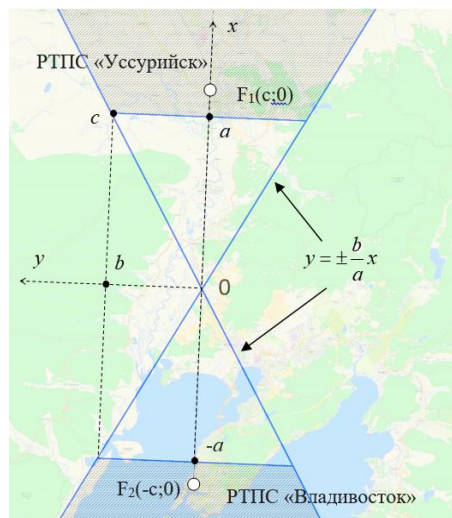 x
РТПС «Уссурийск»
F₁(c;0)
c
a
y = ± b/a x
y
b
0
-a
F₂(-c;0)
РТПС «Владивосток»